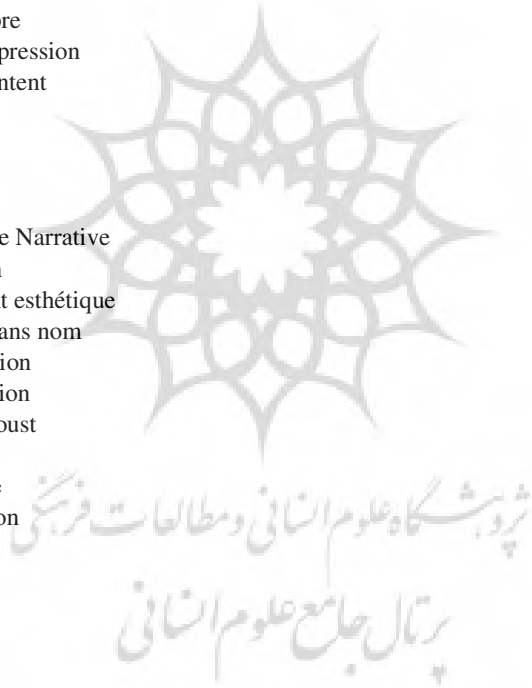 ore
pression
ntent
e Narrative
n
t esthétique
ans nom
ion
ion
oust
e
on
پژوهشگاه علوم انسانی و مطالعات فرهنگی
پرتال جامع علوم انسانی